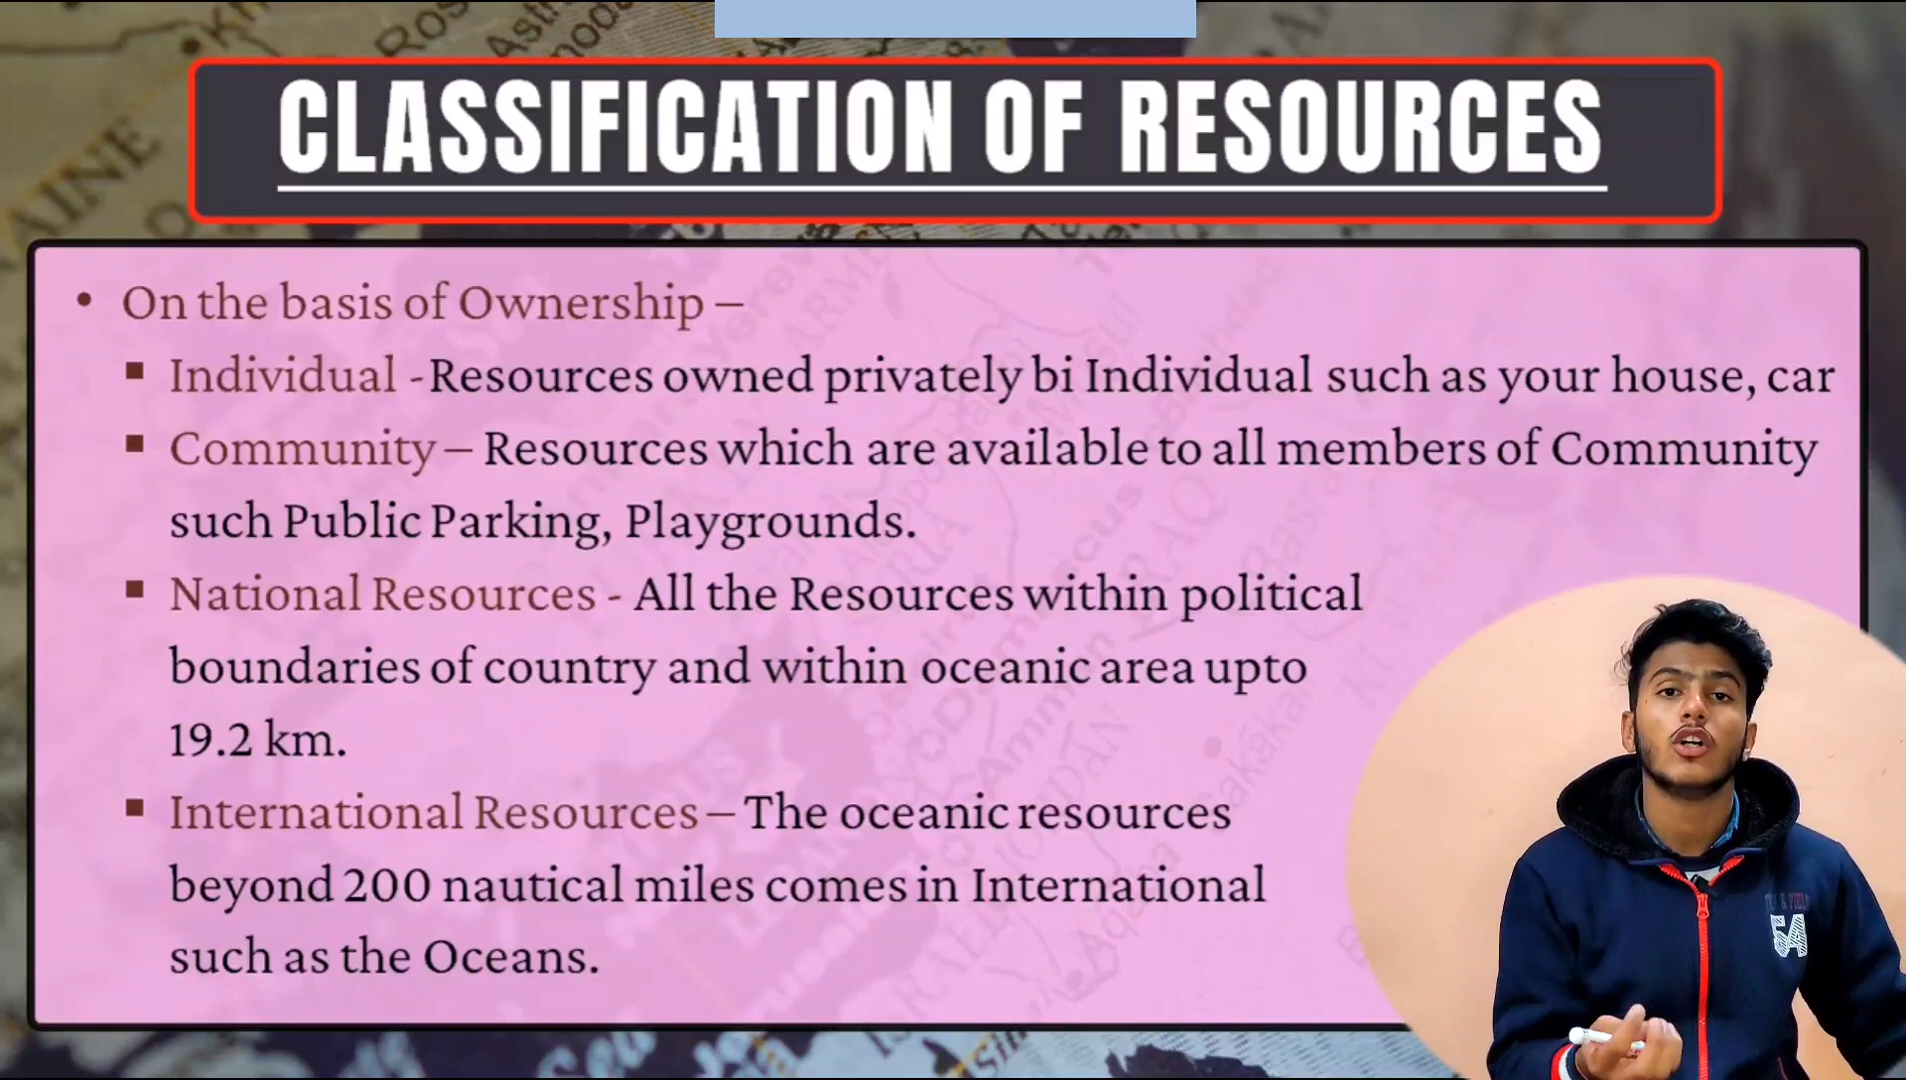 CLASSIFICATION OF RESOURCES
• On the basis of Ownership –
▪ Individual - Resources owned privately bi Individual such as your house, car
▪ Community – Resources which are available to all members of Community
such Public Parking, Playgrounds.
▪ National Resources - All the Resources within political
boundaries of country and within oceanic area upto
19.2 km.
▪ International Resources – The oceanic resources
beyond 200 nautical miles comes in International
such as the Oceans.
54